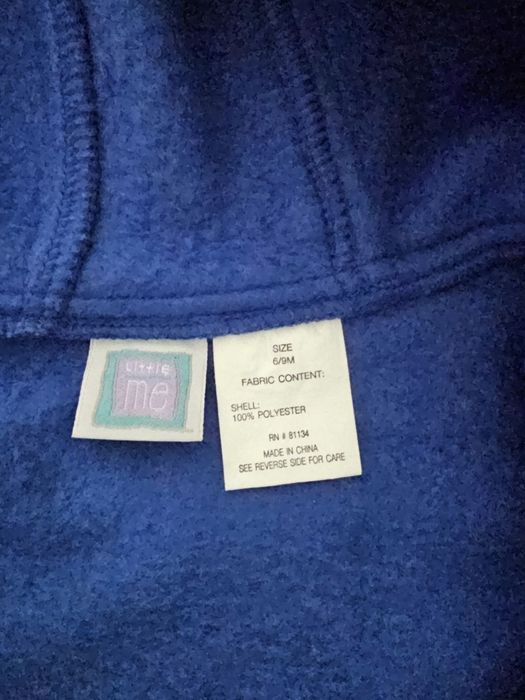 Little
me
SIZE
6/9M
FABRIC CONTENT:
SHELL:
100% POLYESTER
RN # 81134
MADE IN CHINA
SEE REVERSE SIDE FOR CARE